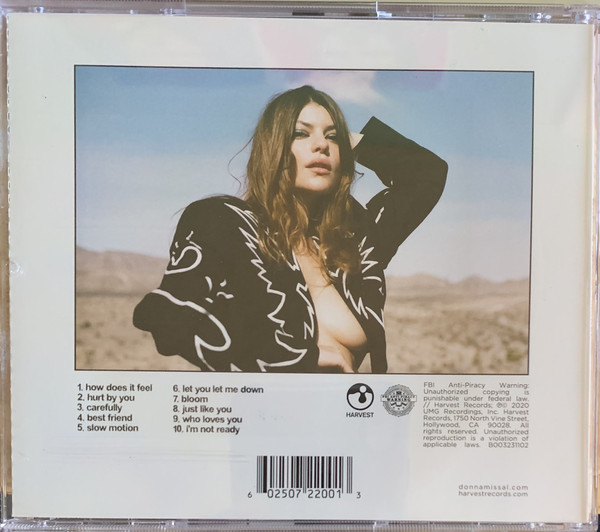 1. how does it feel
2. hurt by you
3. carefully
4. best friend
5. slow motion
6. let you let me down
7. bloom
8. just like you
9. who loves you
10. i'm not ready
HARVEST
FBI Anti-Piracy Warning:
Unauthorized copying is
punishable under federal law.
// Harvest Records; ℗© 2020
UMG Recordings, Inc. Harvest
Records, 1750 North Vine Street,
Hollywood, CA 90028. All
rights reserved. Unauthorized
reproduction is a violation of
applicable laws. B003231102
6 02507 22001 3
donnamissal.com
harvestrecords.com